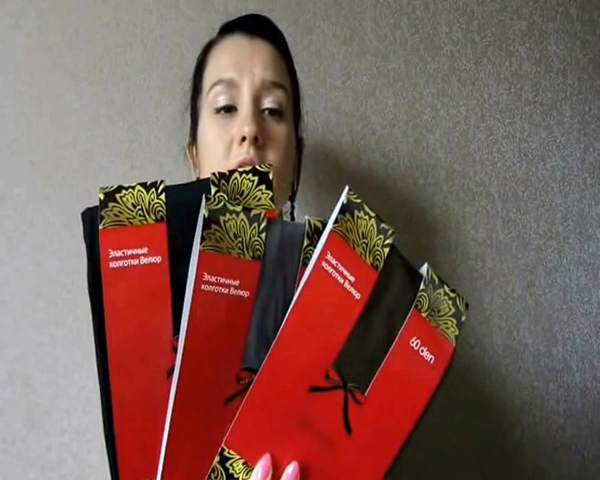 Эластичные
колготки Велюр
Эластичные
колготки Велюр
Эластичные
колготки Велюр
60 den